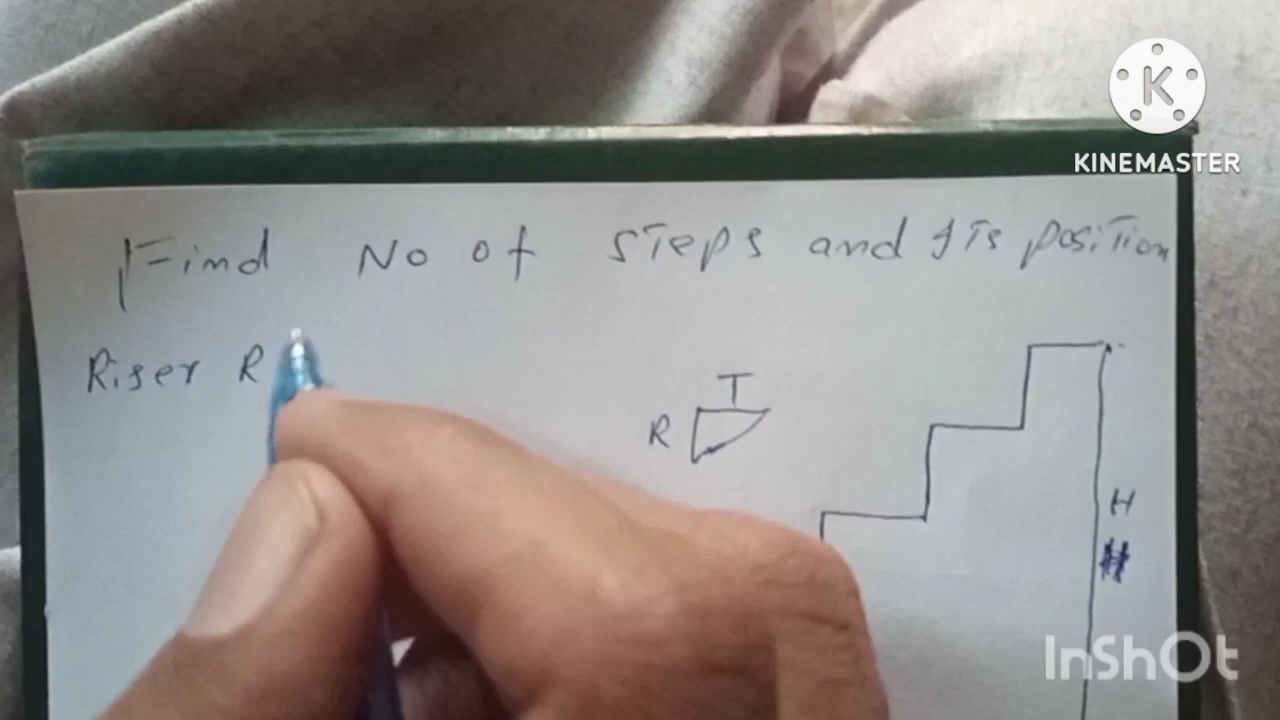 Find No of steps and Its position
Riser R
T
R
H
K
KINEMASTER
InShOt